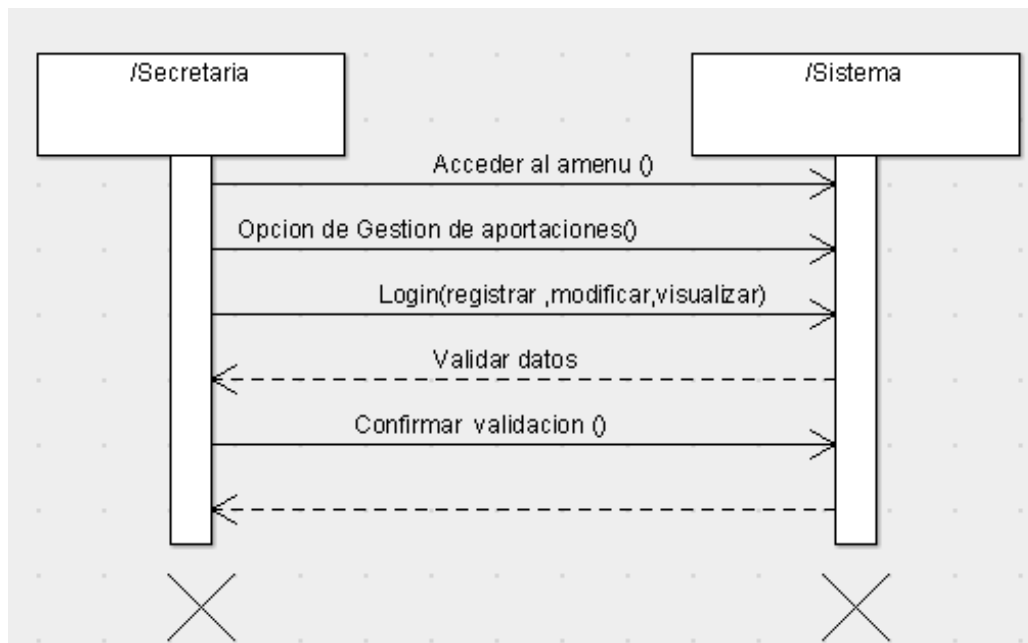 /Secretaria
/Sistema
Acceder al amenu ()
Opcion de Gestion de aportaciones()
Login(registrar ,modificar,visualizar)
Validar datos
Confirmar validacion ()